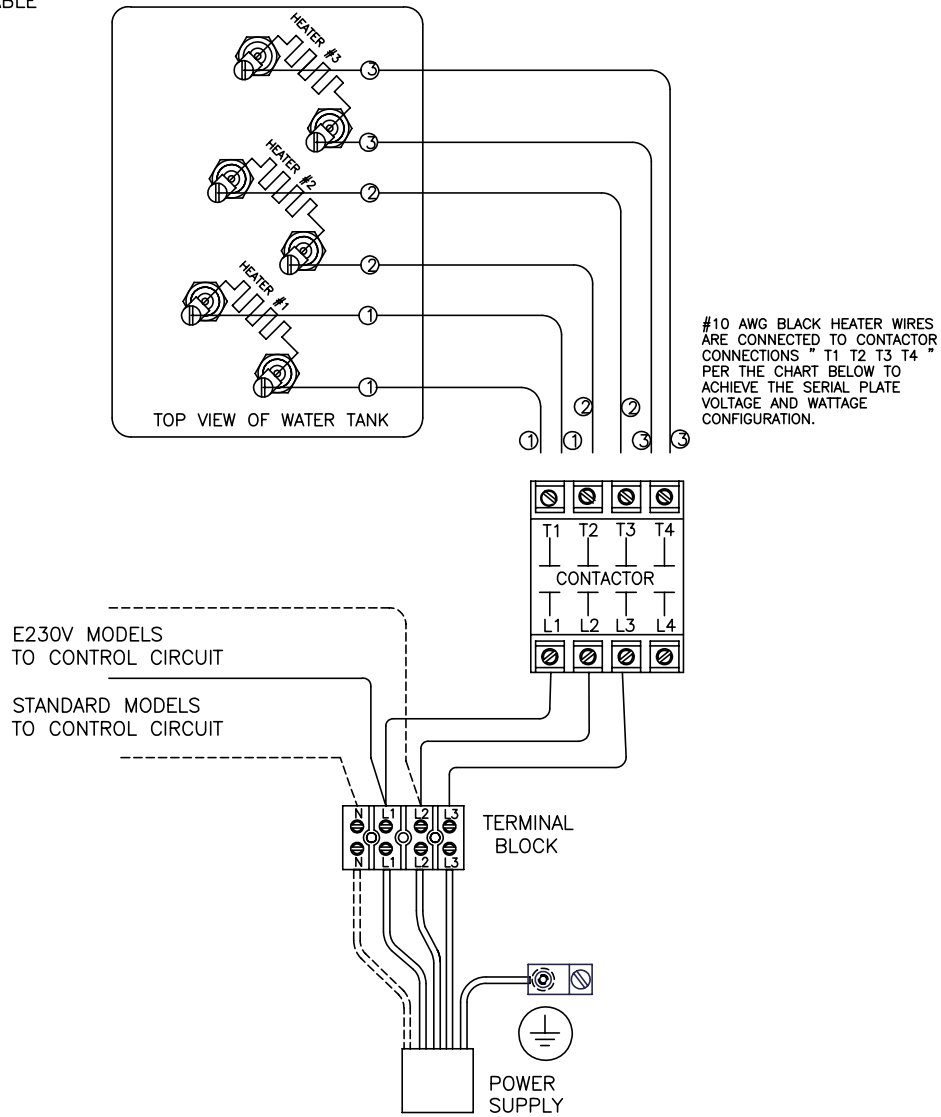 HEATER #3
3
3
HEATER #2
2
2
HEATER #1
1
1
TOP VIEW OF WATER TANK
#10 AWG BLACK HEATER WIRES
ARE CONNECTED TO CONTACTOR
CONNECTIONS " T1 T2 T3 T4 "
PER THE CHART BELOW TO
ACHIEVE THE SERIAL PLATE
VOLTAGE AND WATTAGE
CONFIGURATION.
2 2
1 1 3 3
T1 T2 T3 T4
CONTACTOR
L1 L2 L3 L4
E230V MODELS
TO CONTROL CIRCUIT
STANDARD MODELS
TO CONTROL CIRCUIT
N L1 L2 L3
N L1 L2 L3
TERMINAL
BLOCK
POWER
SUPPLY